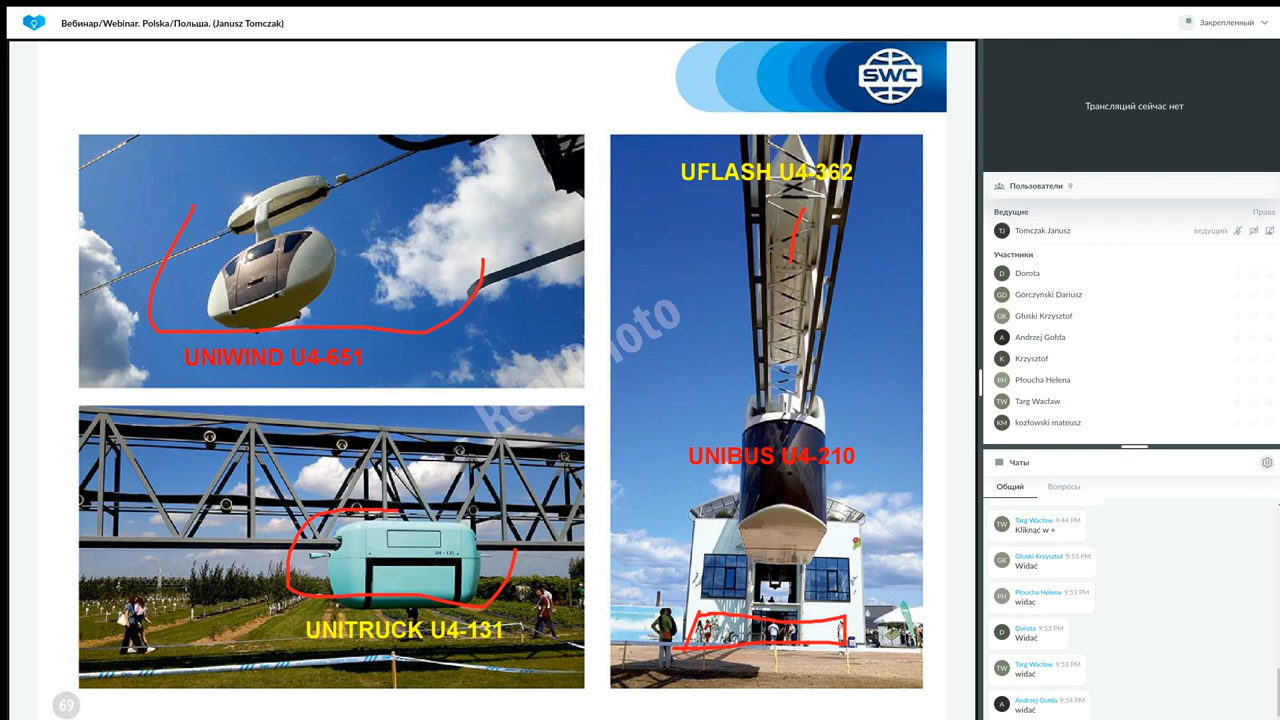 Вебинар/Webinar. Polska/Польша. (Janusz Tomczak)
Закрепленный
SWC
UNIWIND U4-651
UFLASH U4-362
UNIBUS U4-210
U4-131
UNITRUCK U4-131
69
Трансляций сейчас нет
Пользователи 9
Ведущие Права
TJ Tomczak Janusz ведущий
Участники
D Dorota
GD Górczyński Dariusz
GK Głuski Krzysztof
A Andrzej Gołda
K Krzysztof
PH Płoucha Helena
TW Targ Wacław
KM kozłowski mateusz
Чаты
Общий Вопросы
TW Targ Wacław 9:44 PM
Kliknąć w +
GK Głuski Krzysztof 9:53 PM
Widać
PH Płoucha Helena 9:53 PM
widac
D Dorota 9:53 PM
Widać
TW Targ Wacław 9:53 PM
widać
A Andrzej Gołda 9:54 PM
widać